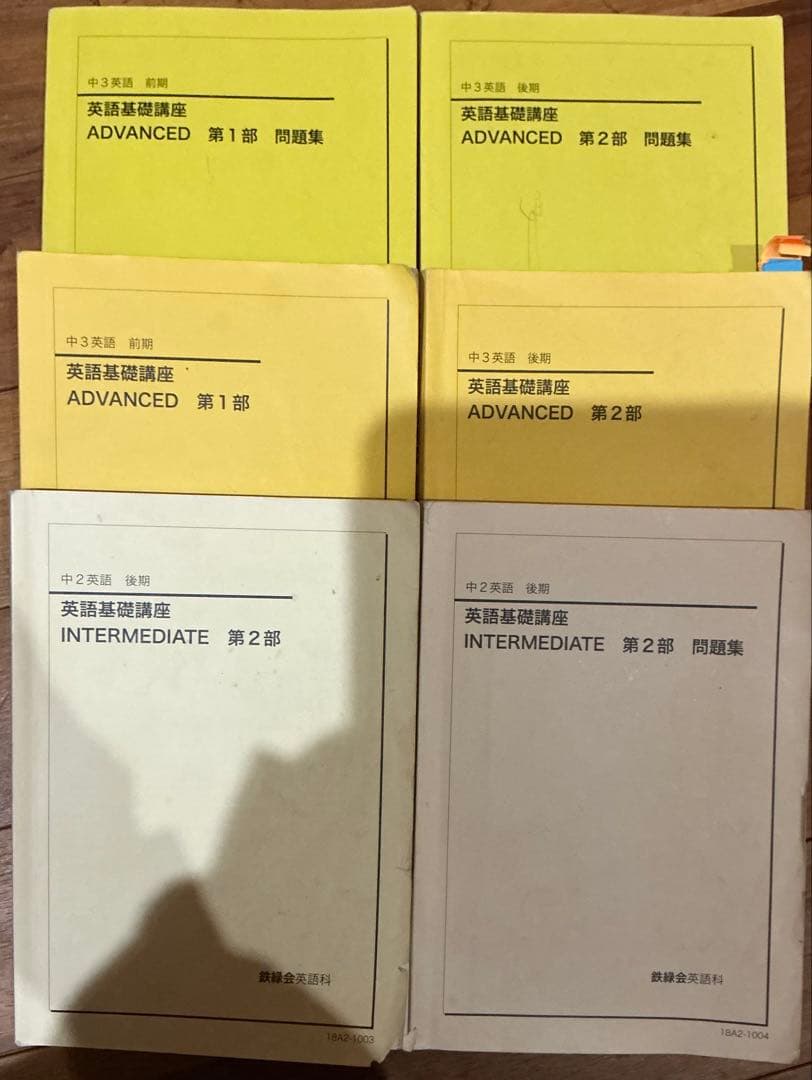 中3英語 前期
英語基礎講座
ADVANCED 第1部 問題集
中3英語 後期
英語基礎講座
ADVANCED 第2部 問題集
中3英語 前期
英語基礎講座
ADVANCED 第1部
中3英語 後期
英語基礎講座
ADVANCED 第2部
中2英語 後期
英語基礎講座
INTERMEDIATE 第2部
鉄緑会英語科
18A2-1003
中2英語 後期
英語基礎講座
INTERMEDIATE 第2部 問題集
鉄緑会英語科
18A2-1004